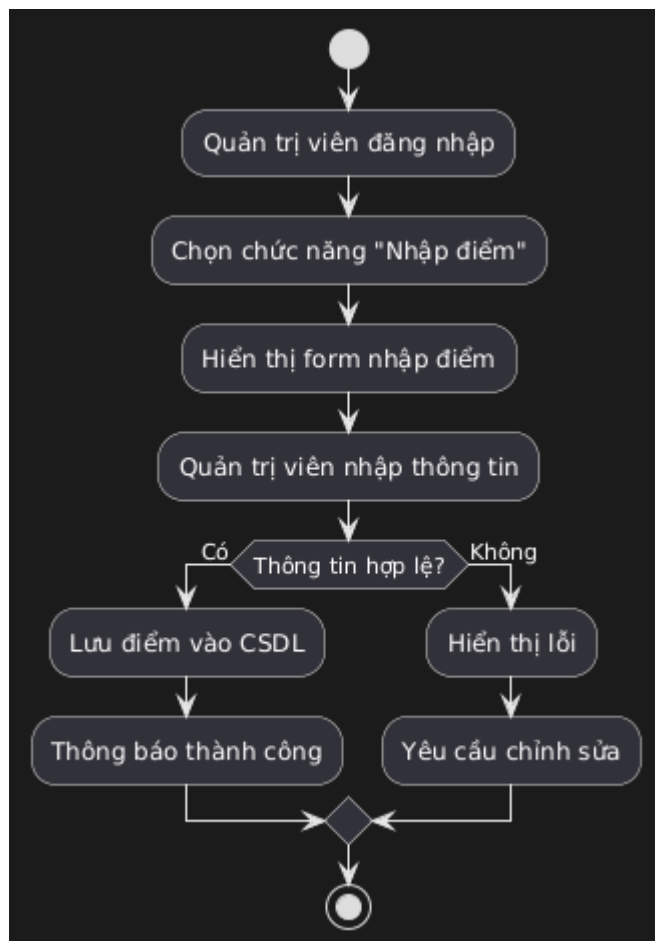 Quản trị viên đăng nhập
Chọn chức năng "Nhập điểm"
Hiển thị form nhập điểm
Quản trị viên nhập thông tin
Có
Thông tin hợp lệ?
Không
Lưu điểm vào CSDL
Hiển thị lỗi
Thông báo thành công
Yêu cầu chỉnh sửa